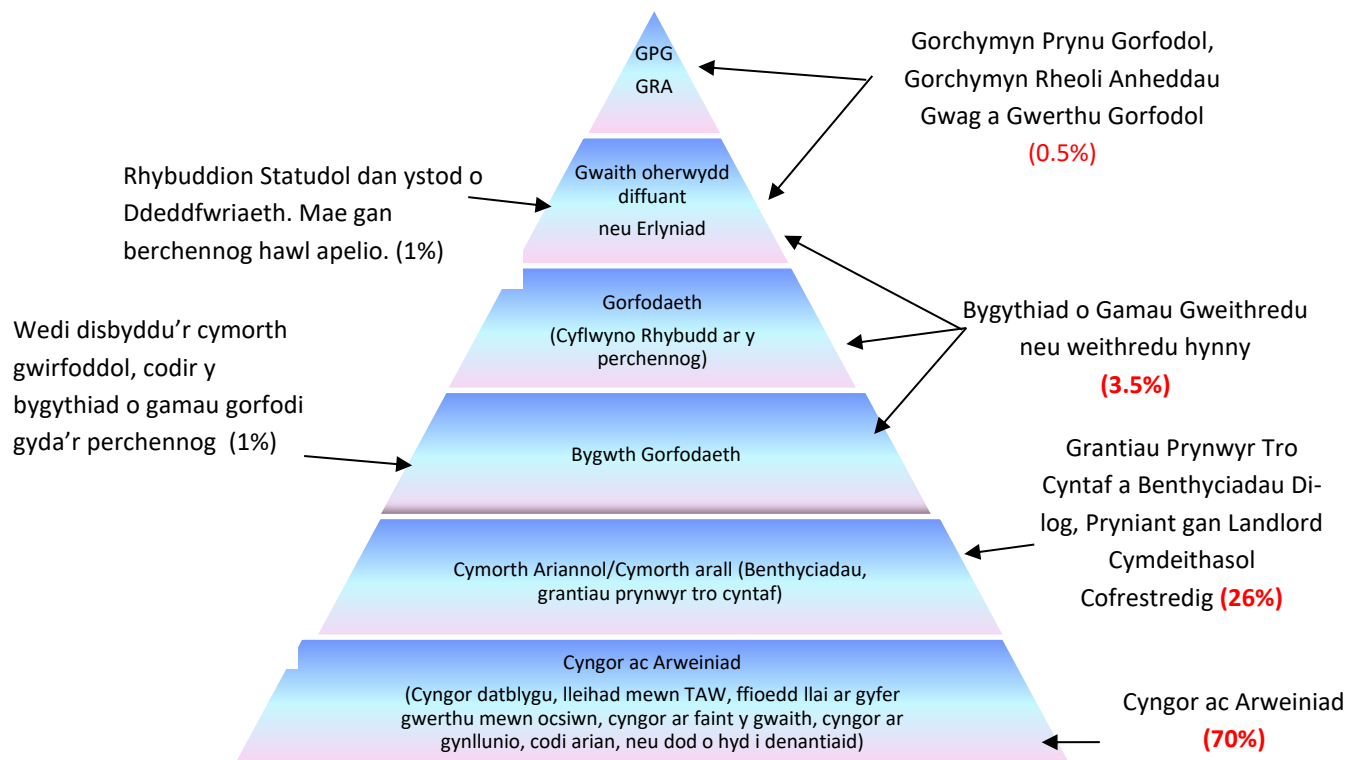 GPG
GRA
Gorchymyn Prynu Gorfodol,
Gorchymyn Rheoli Anheddau
Gwag a Gwerthu Gorfodol
(0.5%)
Rhybuddion Statudol dan ystod o
Ddeddfwriaeth. Mae gan
berchennog hawl apelio. (1%)
Gwaith oherwydd
diffuant
neu Erlyniad
Gorfodaeth
(Cyflwyno Rhybudd ar y
perchennog)
Bygythiad o Gamau Gweithredu
neu weithredu hynny
(3.5%)
Wedi disbyddu’r cymorth
gwirfoddol, codir y
bygythiad o gamau gorfodi
gyda’r perchennog (1%)
Bygwth Gorfodaeth
Grantiau Prynwyr Tro
Cyntaf a Benthyciadau Di-
log, Pryniant gan Landlord
Cymdeithasol
Cofrestredig (26%)
Cymorth Ariannol/Cymorth arall (Benthyciadau,
grantiau prynwyr tro cyntaf)
Cyngor ac Arweiniad
(Cyngor datblygu, lleihad mewn TAW, ffioedd llai ar gyfer
gwerthu mewn ocsiwn, cyngor ar faint y gwaith, cyngor ar
gynllunio, codi arian, neu dod o hyd i denantiaid)
Cyngor ac Arweiniad
(70%)